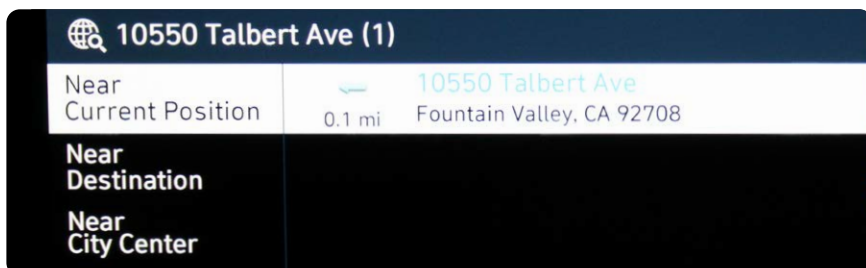 10550 Talbert Ave (1)
Near
Current Position
0.1 mi
10550 Talbert Ave
Fountain Valley, CA 92708
Near
Destination
Near
City Center